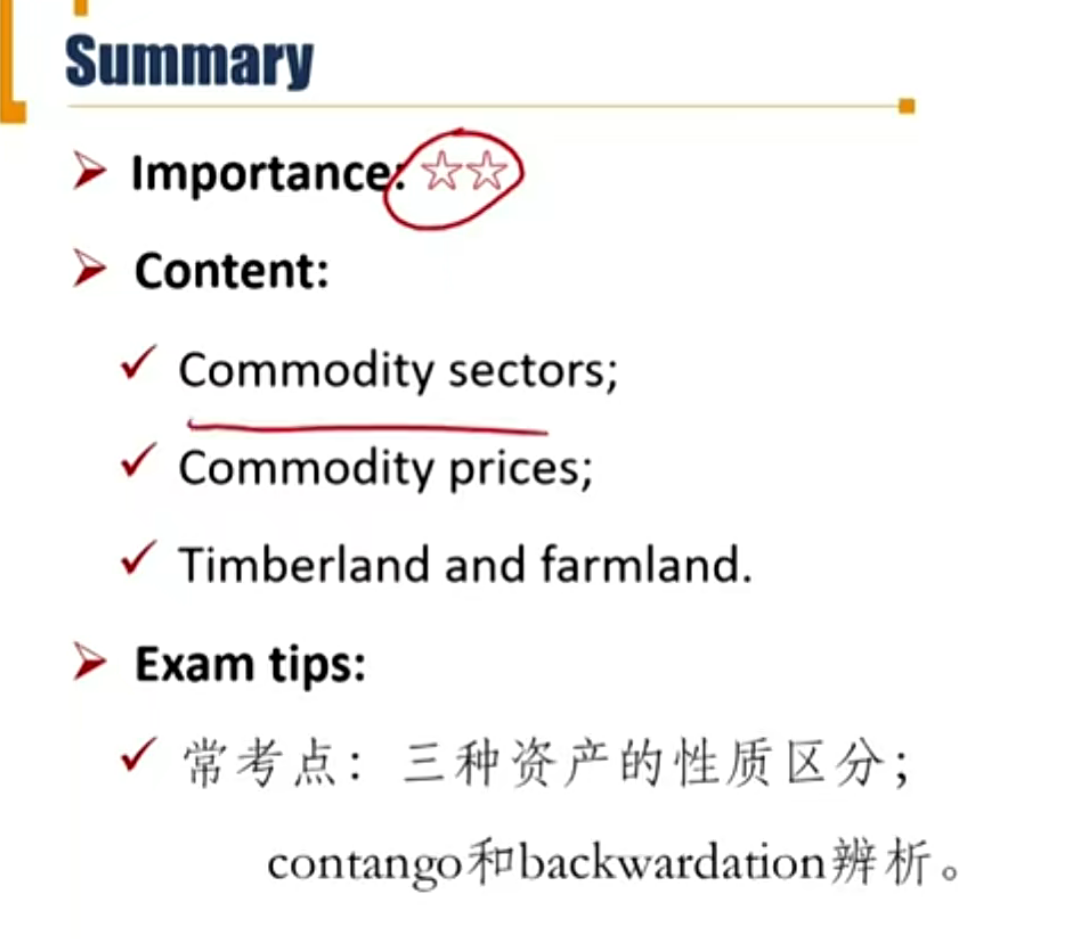 Summary
Importance: ☆☆
Content:
Commodity sectors;
Commodity prices;
Timberland and farmland.
Exam tips:
常考点：三种资产的性质区分；
contango和backwardation辨析。